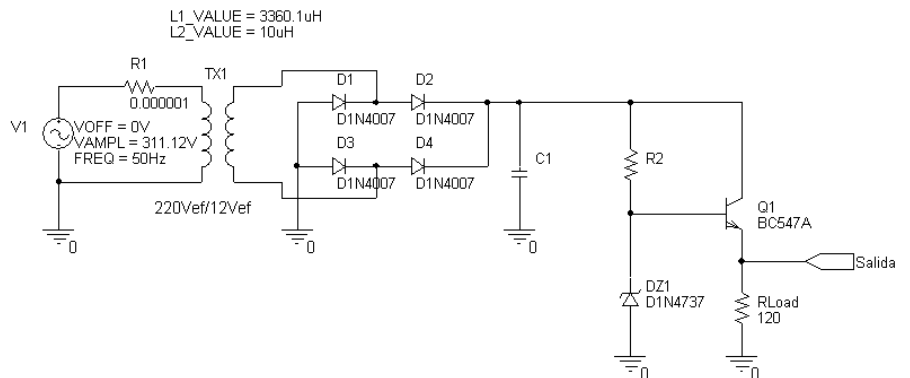 L1_VALUE = 3360.1uH
L2_VALUE = 10uH
R1
0.000001
TX1
V1
VOFF = 0V
VAMPL = 311.12V
FREQ = 50Hz
220Vef/12Vef
D1
D1N4007
D2
D1N4007
D3
D1N4007
D4
D1N4007
C1
R2
Q1
BC547A
Salida
DZ1
D1N4737
RLoad
120
0
0
0
0
0